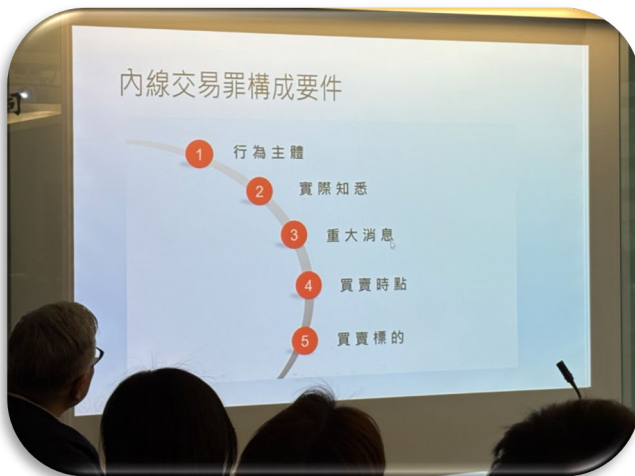 內線交易罪構成要件
1 行為主體
2 實際知悉
3 重大消息
4 買賣時點
5 買賣標的